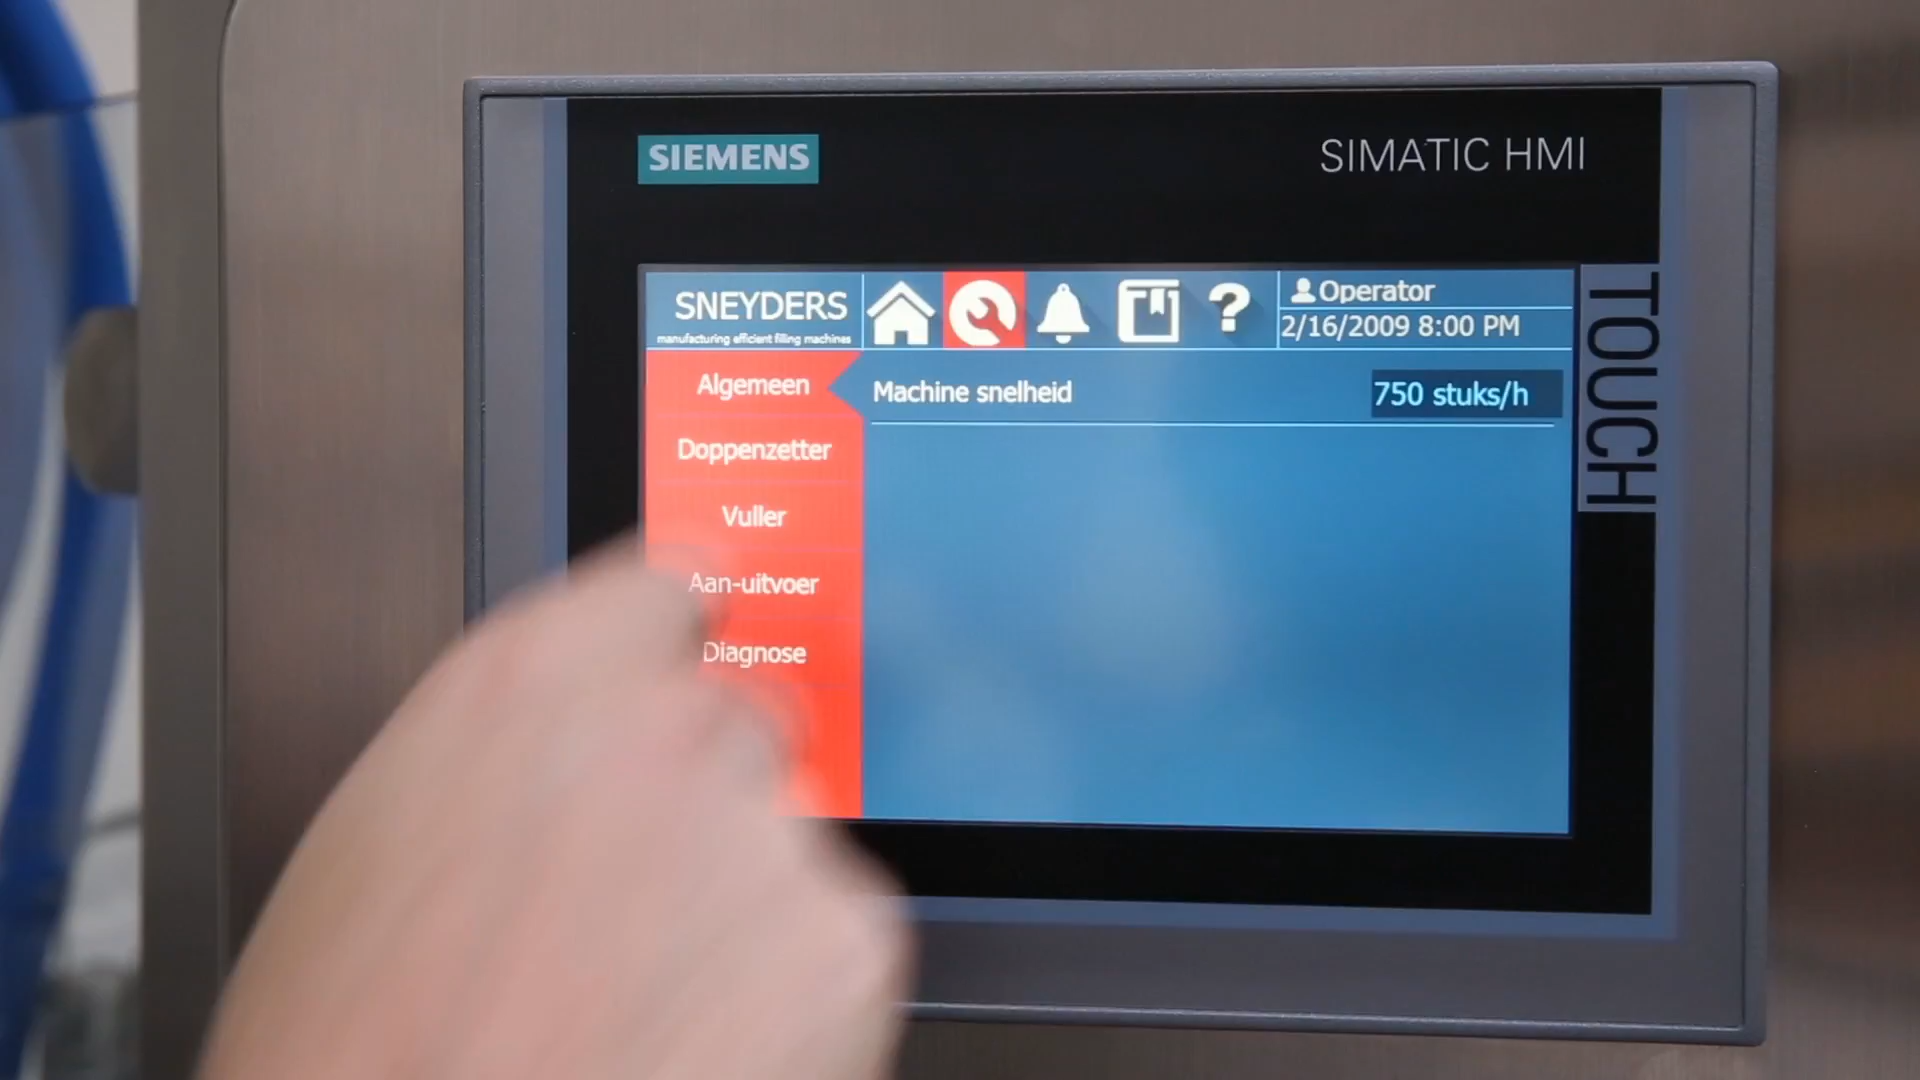 SIEMENS
SIMATIC HMI
TOUCH
SNEYDERS
manufacturing efficient filling machines
?
Operator
2/16/2009 8:00 PM
Algemeen
Machine snelheid
750 stuks/h
Doppenzetter
Vuller
Aan-uitvoer
Diagnose